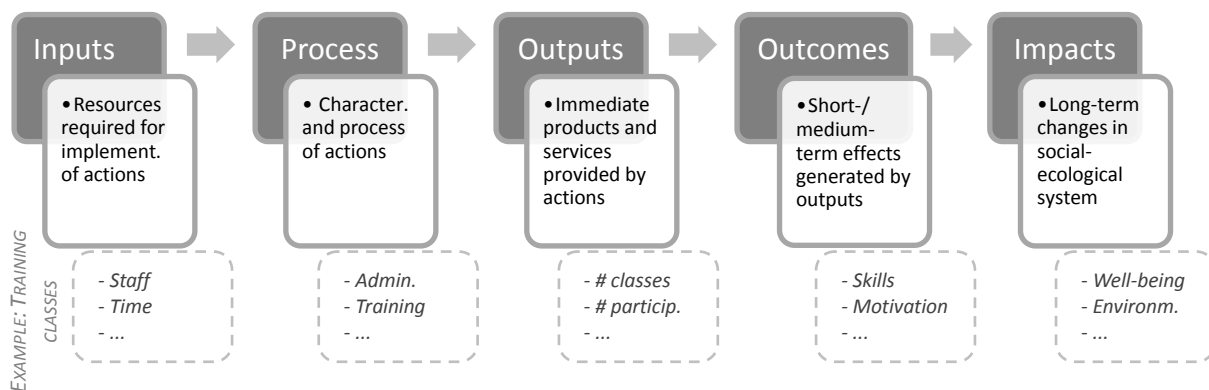 Inputs
Process
Outputs
Outcomes
Impacts
•Resources
required for
implement.
of actions
• Character.
and process
of actions
•Immediate
products and
services
provided by
actions
•Short-/
medium-
term effects
generated by
outputs
•Long-term
changes in
social-
ecological
system
EXAMPLE: TRAINING
CLASSES
- Staff
- Time
- ...
- Admin.
- Training
- ...
- # classes
- # particip.
- ...
- Skills
- Motivation
- ...
- Well-being
- Environm.
- ...